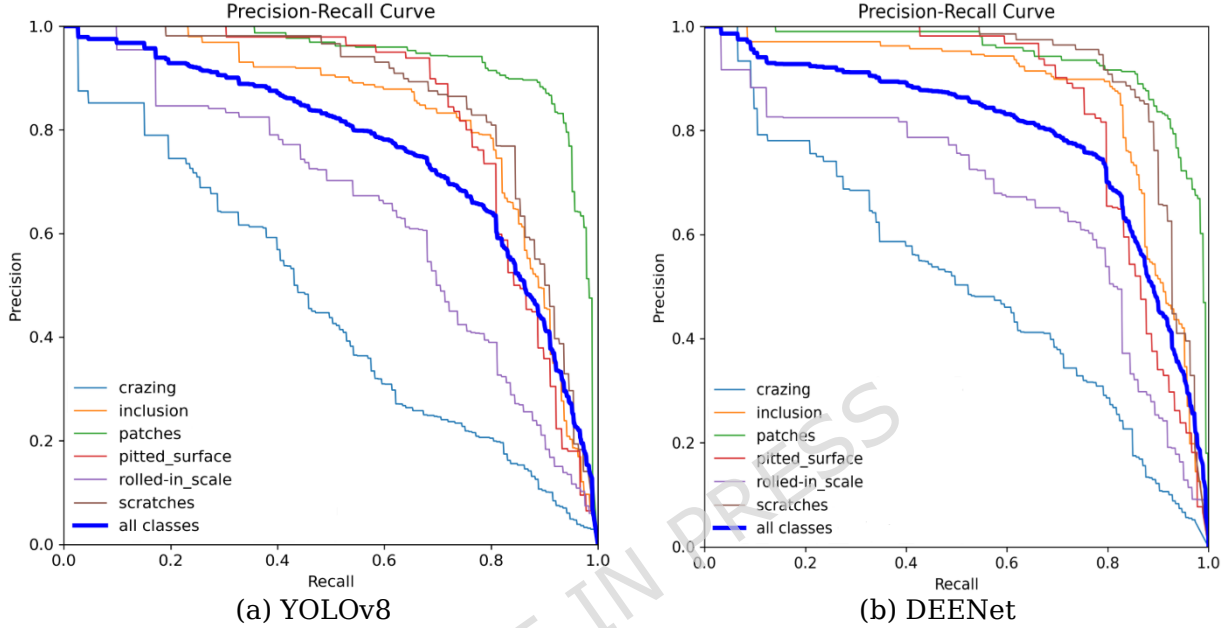 Precision-Recall Curve
1.0
0.8
0.6
0.4
0.2
0.0
Precision
crazing
inclusion
patches
pitted_surface
rolled-in_scale
scratches
all classes
0.0 0.2 0.4 0.6 0.8 1.0
Recall
(a) YOLOv8
Precision-Recall Curve
1.0
0.8
0.6
0.4
0.2
0.0
Precision
crazing
inclusion
patches
pitted_surface
rolled-in_scale
scratches
all classes
0.0 0.2 0.4 0.6 0.8 1.0
Recall
(b) DEENet
IN PRESS